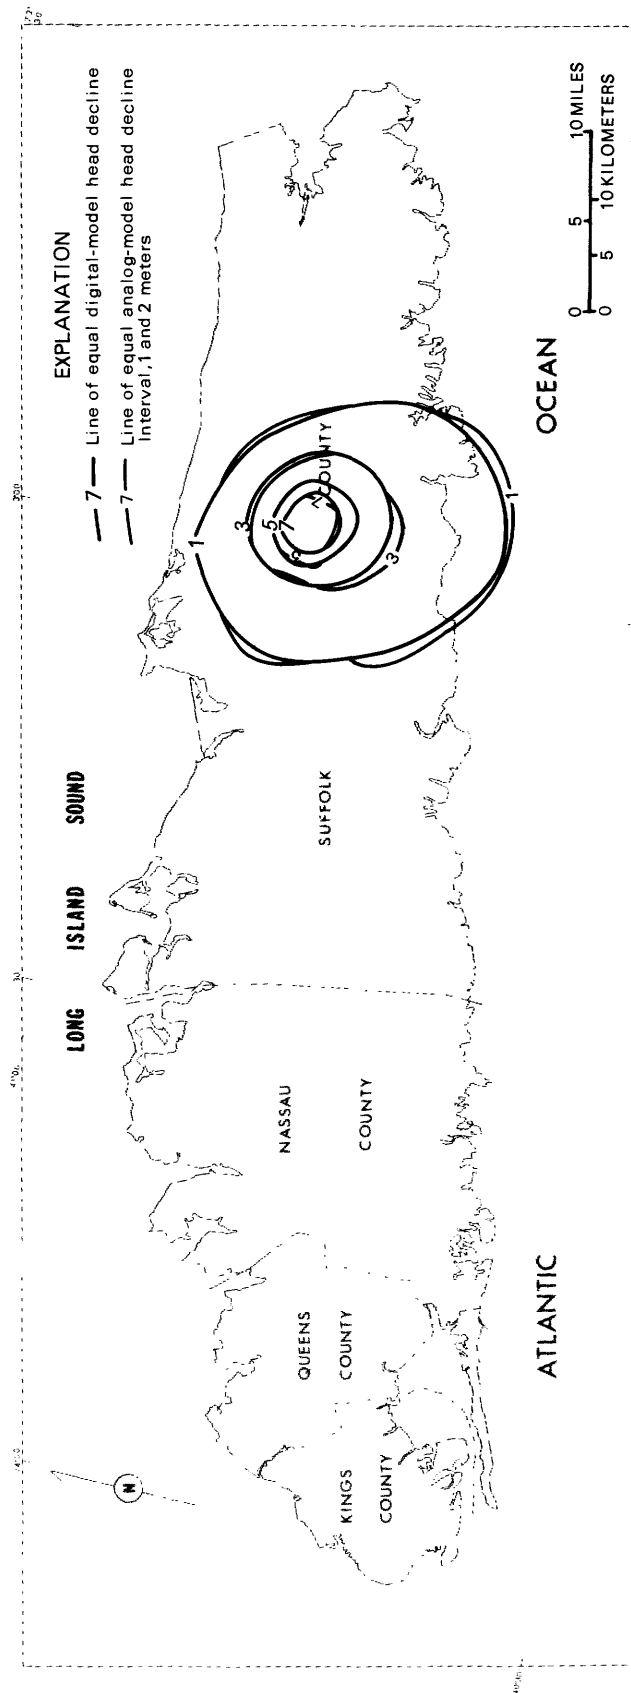 EXPLANATION
— 7 — Line of equal digital-model head decline
— 7 — Line of equal analog-model head decline
Interval, 1 and 2 meters
LONG ISLAND SOUND
1
3
5
7
7
3
1
SUFFOLK COUNTY
NASSAU
COUNTY
QUEENS
COUNTY
KINGS
COUNTY
N
ATLANTIC OCEAN
0 5 10 MILES
0 5 10 KILOMETERS